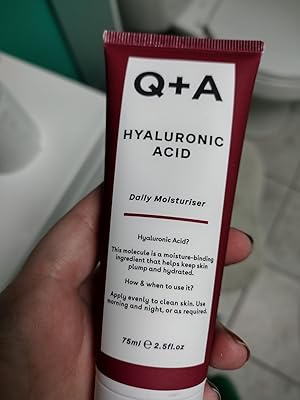 Q+A
HYALURONIC
ACID
Daily Moisturiser
Hyaluronic Acid?
This molecule is a moisture-binding
ingredient that helps keep skin
plump and hydrated.
How & when to use it?
Apply evenly to clean skin. Use
morning and night, or as required.
75ml ℮ 2.5fl.oz